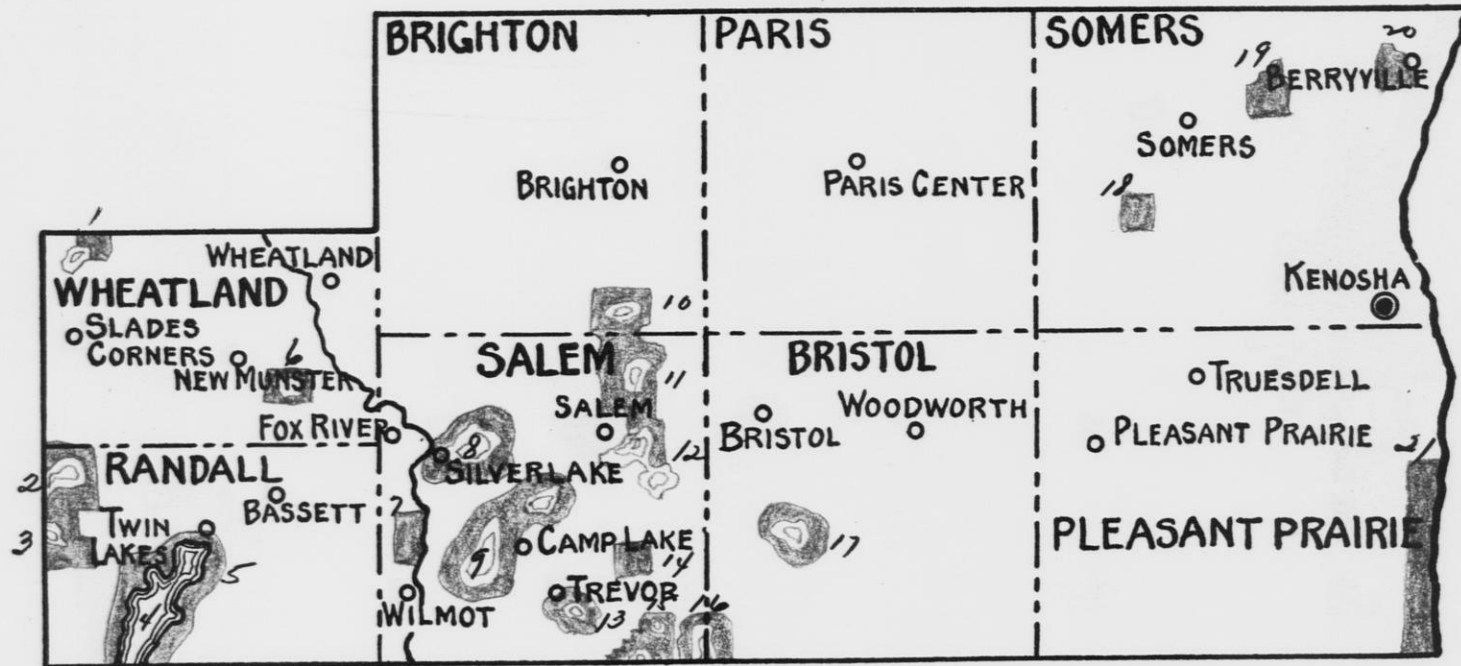 BRIGHTON
PARIS
SOMERS
20
19
BERRYVILLE
SOMERS
BRIGHTON
PARIS CENTER
18
1
WHEATLAND
WHEATLAND
KENOSHA
10
SLADES
CORNERS
6
NEW MUNSTER
SALEM
11
BRISTOL
TRUESDELL
SALEM
WOODWORTH
FOX RIVER
BRISTOL
PLEASANT PRAIRIE
21
8
12
RANDALL
SILVERLAKE
2
BASSETT
7
TWIN
LAKES
3
CAMP LAKE
17
PLEASANT PRAIRIE
9
14
5
TREVOR
4
WILMOT
13
15
16